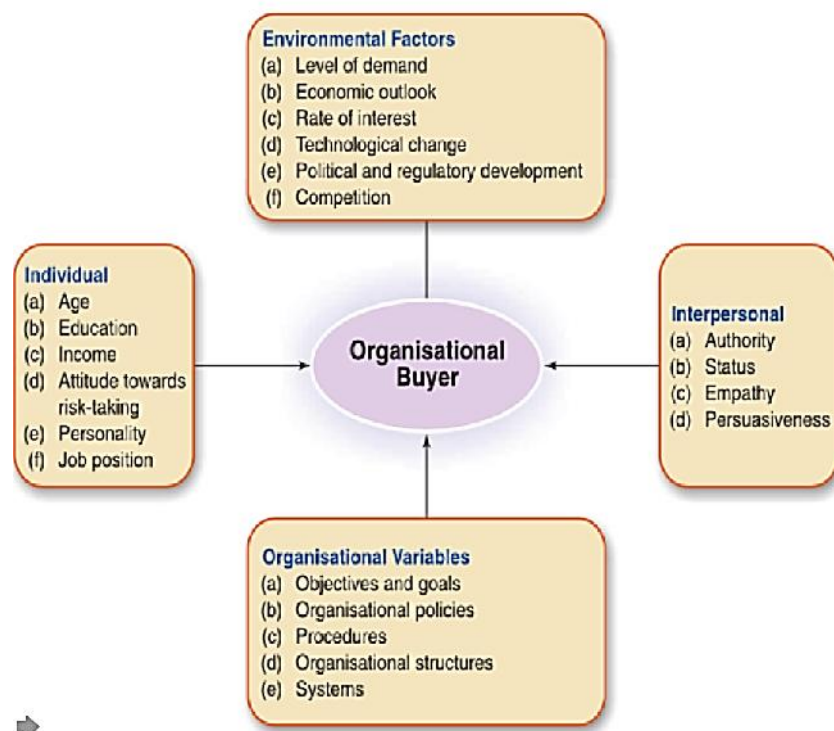 Environmental Factors
(a) Level of demand
(b) Economic outlook
(c) Rate of interest
(d) Technological change
(e) Political and regulatory development
(f) Competition
Individual
(a) Age
(b) Education
(c) Income
(d) Attitude towards
risk-taking
(e) Personality
(f) Job position
Organisational
Buyer
Interpersonal
(a) Authority
(b) Status
(c) Empathy
(d) Persuasiveness
Organisational Variables
(a) Objectives and goals
(b) Organisational policies
(c) Procedures
(d) Organisational structures
(e) Systems